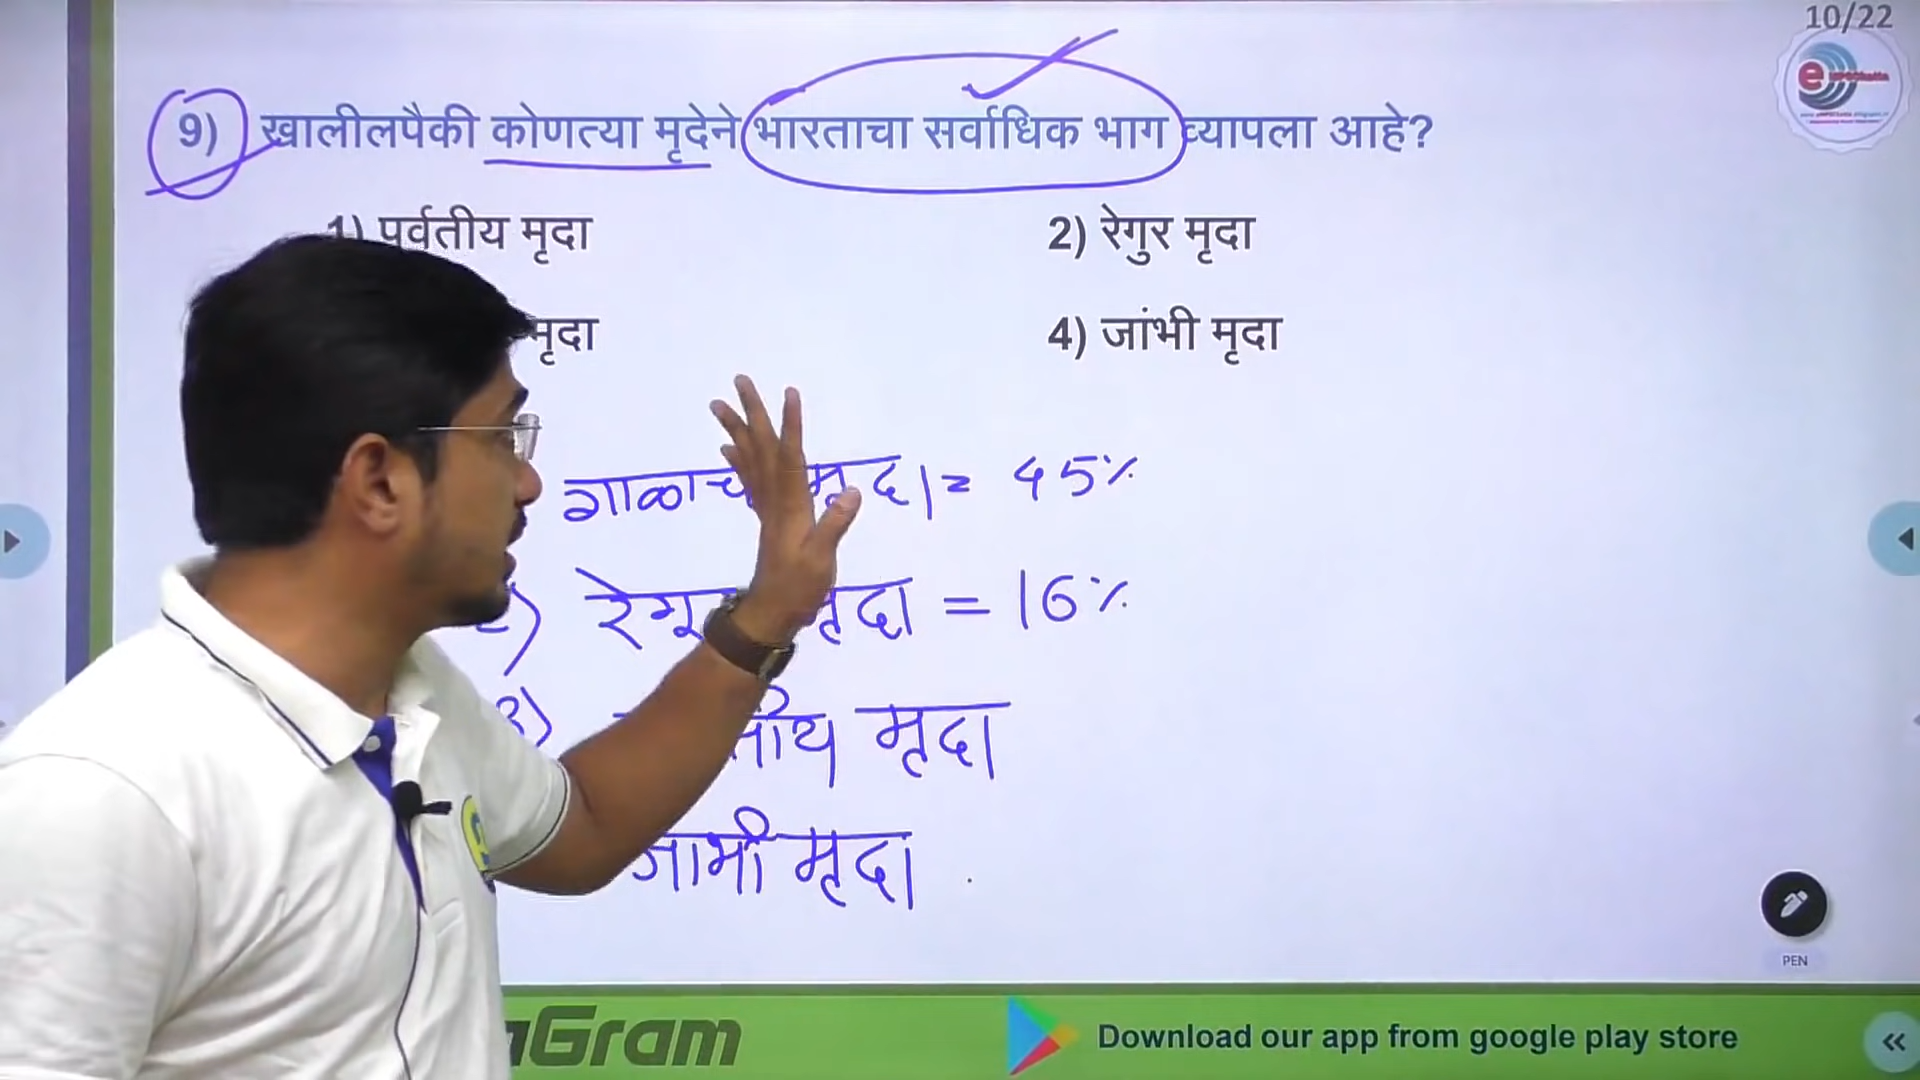 10/22
9) खालीलपैकी कोणत्या मृदेने भारताचा सर्वाधिक भाग व्यापला आहे?
1) पर्वतीय मृदा
2) रेगुर मृदा
मृदा
4) जांभी मृदा
मृदा = 45%
मृदा = 16%
मृदा
मृदा
PEN
Gram
Download our app from google play store